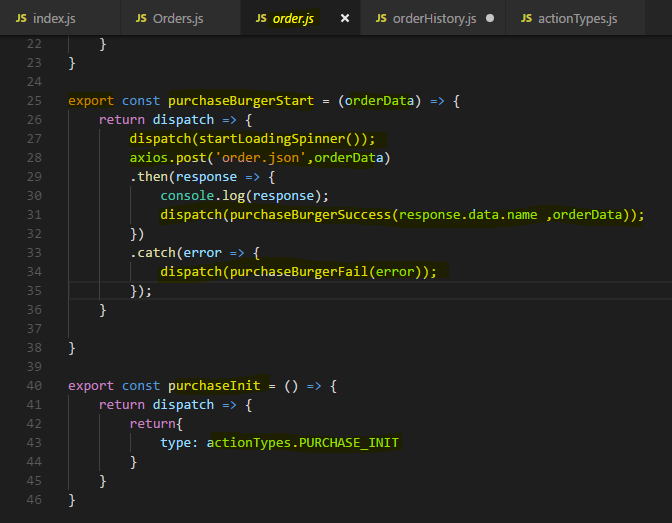 JS index.js JS Orders.js JS order.js × JS orderHistory.js ● JS actionTypes.js
22 }
23 }
24
25 export const purchaseBurgerStart = (orderData) => {
26 return dispatch => {
27 dispatch(startLoadingSpinner());
28 axios.post('order.json',orderData)
29 .then(response => {
30 console.log(response);
31 dispatch(purchaseBurgerSuccess(response.data.name ,orderData));
32 })
33 .catch(error => {
34 dispatch(purchaseBurgerFail(error));
35 });
36 }
37
38 }
39
40 export const purchaseInit = () => {
41 return dispatch => {
42 return{
43 type: actionTypes.PURCHASE_INIT
44 }
45 }
46 }